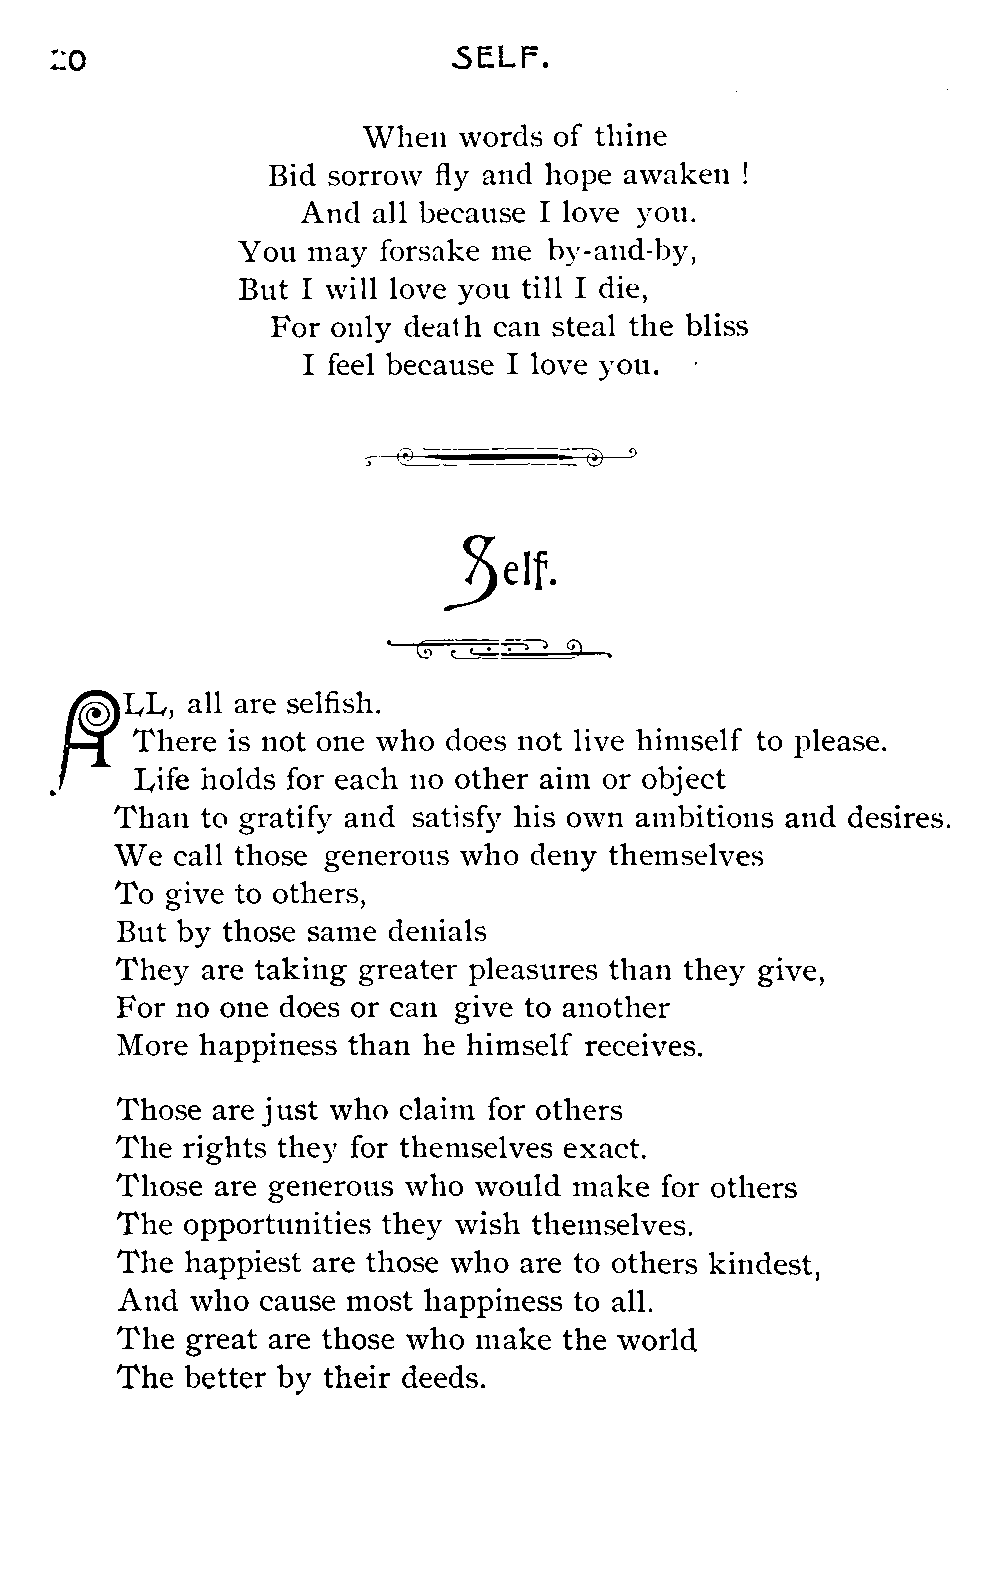 20 SELF.
When words of thine
Bid sorrow fly and hope awaken !
And all because I love you.
You may forsake me by-and-by,
But I will love you till I die,
For only death can steal the bliss
I feel because I love you.
Self.
ALL, all are selfish.
There is not one who does not live himself to please.
Life holds for each no other aim or object
Than to gratify and satisfy his own ambitions and desires.
We call those generous who deny themselves
To give to others,
But by those same denials
They are taking greater pleasures than they give,
For no one does or can give to another
More happiness than he himself receives.
Those are just who claim for others
The rights they for themselves exact.
Those are generous who would make for others
The opportunities they wish themselves.
The happiest are those who are to others kindest,
And who cause most happiness to all.
The great are those who make the world
The better by their deeds.